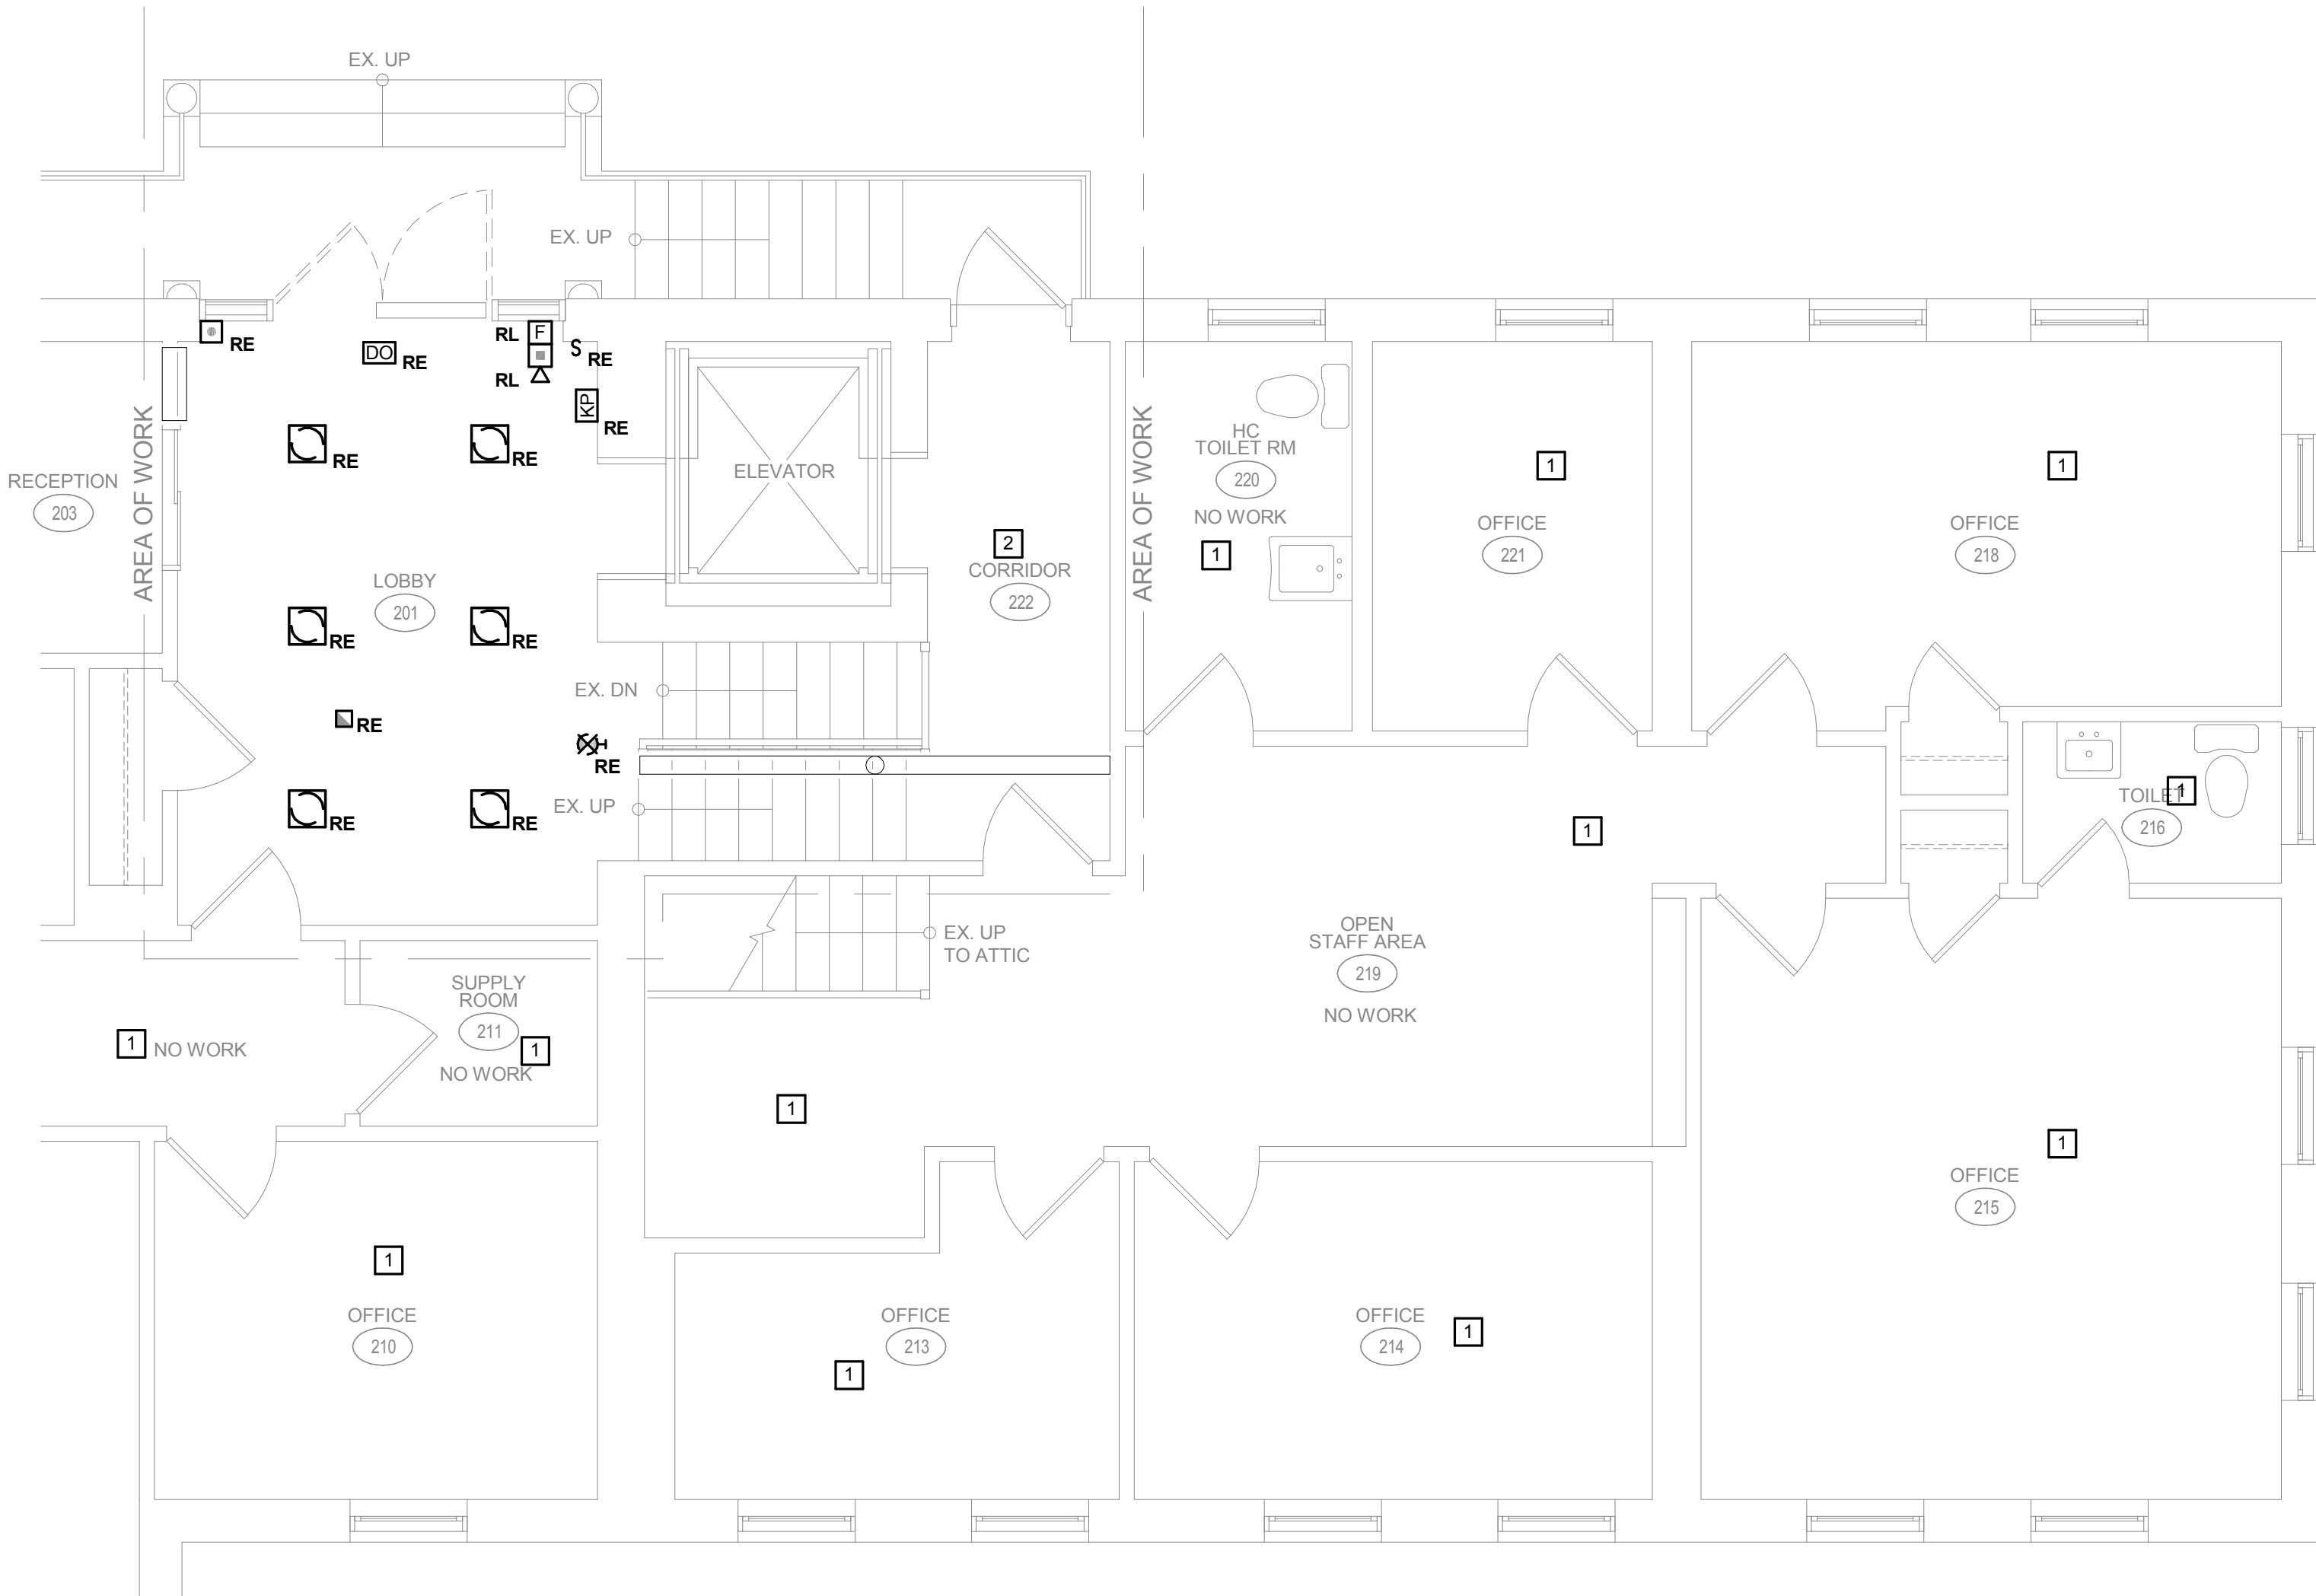 EX. UP
EX. UP
RE
DO
RE
RL
F
S
RE
RL
KP
RE
RE
RE
AREA OF WORK
RECEPTION
203
LOBBY
201
RE
RE
RE
RE
EX. DN
EX. UP
RE
RE
ELEVATOR
2
CORRIDOR
222
AREA OF WORK
HC
TOILET RM
220
NO WORK
1
1
OFFICE
221
1
OFFICE
218
1
TOILET
216
1
OPEN
STAFF AREA
219
NO WORK
EX. UP
TO ATTIC
SUPPLY
ROOM
211
1
NO WORK
1
NO WORK
1
1
OFFICE
210
OFFICE
213
1
OFFICE
214
1
1
OFFICE
215